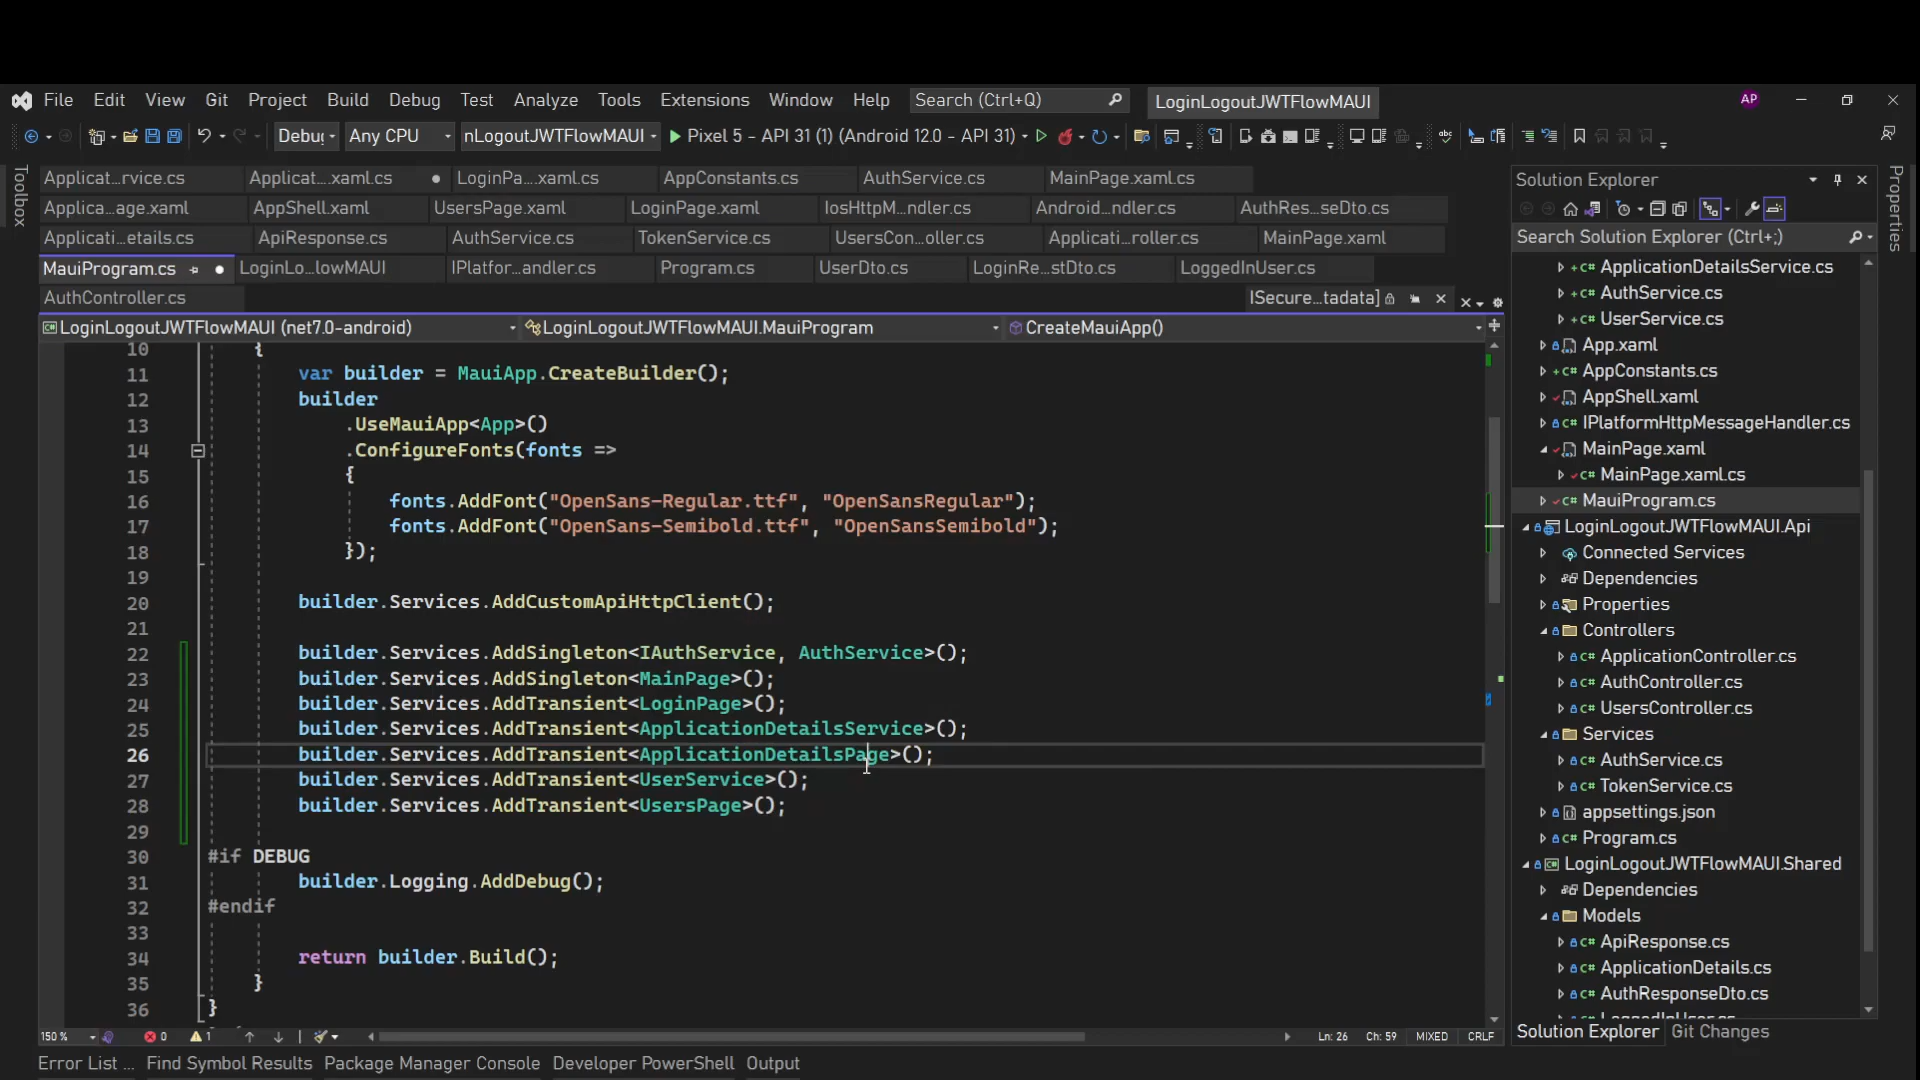 File Edit View Git Project Build Debug Test Analyze Tools Extensions Window Help Search (Ctrl+Q) LoginLogoutJWTFlowMAUI AP
Debug Any CPU nLogoutJWTFlowMAUI Pixel 5 - API 31 (1) (Android 12.0 - API 31)
Toolbox
Applicat...rvice.cs Applicat....xaml.cs LoginPa....xaml.cs AppConstants.cs AuthService.cs MainPage.xaml.cs
Applica...age.xaml AppShell.xaml UsersPage.xaml LoginPage.xaml IosHttpM...ndler.cs Android...ndler.cs AuthRes...seDto.cs
Applicati...etails.cs ApiResponse.cs AuthService.cs TokenService.cs UsersCon...oller.cs Applicati...roller.cs MainPage.xaml
MauiProgram.cs LoginLo...lowMAUI IPlatfor...andler.cs Program.cs UserDto.cs LoginRe...stDto.cs LoggedInUser.cs
AuthController.cs ISecure...tadata]
LoginLogoutJWTFlowMAUI (net7.0-android) LoginLogoutJWTFlowMAUI.MauiProgram CreateMauiApp()
10 {
11 var builder = MauiApp.CreateBuilder();
12 builder
13 .UseMauiApp<App>()
14 .ConfigureFonts(fonts =>
15 {
16 fonts.AddFont("OpenSans-Regular.ttf", "OpenSansRegular");
17 fonts.AddFont("OpenSans-Semibold.ttf", "OpenSansSemibold");
18 });
19
20 builder.Services.AddCustomApiHttpClient();
21
22 builder.Services.AddSingleton<IAuthService, AuthService>();
23 builder.Services.AddSingleton<MainPage>();
24 builder.Services.AddTransient<LoginPage>();
25 builder.Services.AddTransient<ApplicationDetailsService>();
26 builder.Services.AddTransient<ApplicationDetailsPage>();
27 builder.Services.AddTransient<UserService>();
28 builder.Services.AddTransient<UsersPage>();
29
30 #if DEBUG
31 builder.Logging.AddDebug();
32 #endif
33
34 return builder.Build();
35 }
36 }
150 % 0 1 Ln: 26 Ch: 59 MIXED CRLF
Error List ... Find Symbol Results Package Manager Console Developer PowerShell Output
Solution Explorer
Search Solution Explorer (Ctrl+;)
ApplicationDetailsService.cs
AuthService.cs
UserService.cs
App.xaml
AppConstants.cs
AppShell.xaml
IPlatformHttpMessageHandler.cs
MainPage.xaml
MainPage.xaml.cs
MauiProgram.cs
LoginLogoutJWTFlowMAUI.Api
Connected Services
Dependencies
Properties
Controllers
ApplicationController.cs
AuthController.cs
UsersController.cs
Services
AuthService.cs
TokenService.cs
appsettings.json
Program.cs
LoginLogoutJWTFlowMAUI.Shared
Dependencies
Models
ApiResponse.cs
ApplicationDetails.cs
AuthResponseDto.cs
LoggedInUser.cs
Solution Explorer Git Changes
Properties